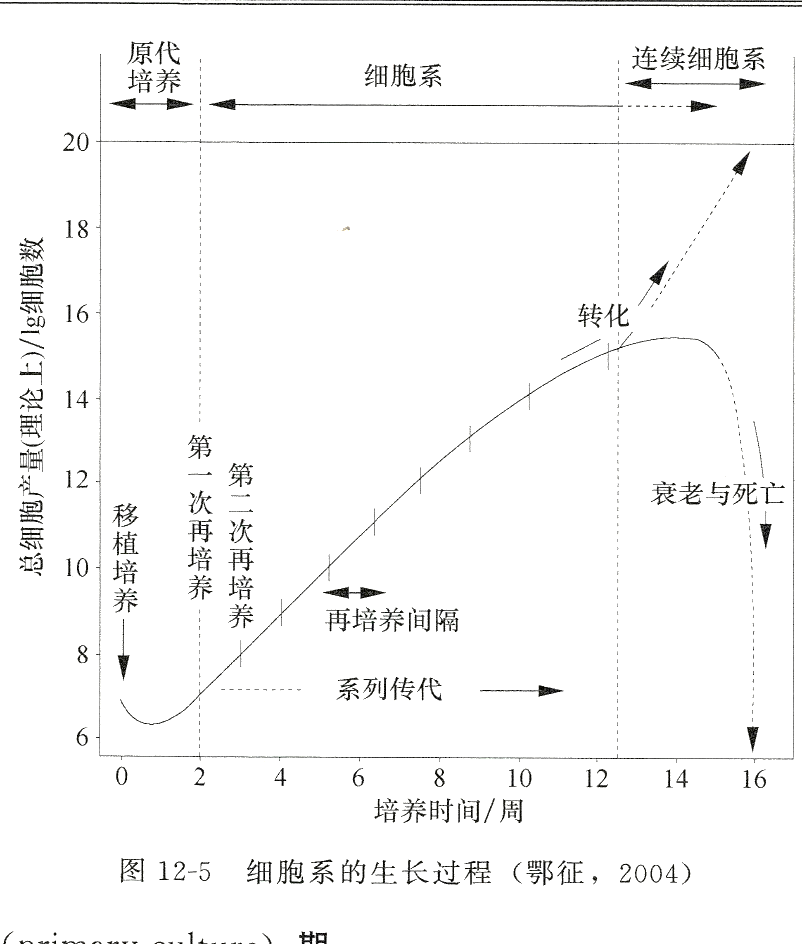 原代
培养
细胞系
连续细胞系
20
18
16
14
12
10
8
6
总细胞产量(理论上)/lg细胞数
移植培养
第一次再培养
第二次再培养
转化
衰老与死亡
再培养间隔
系列传代
0 2 4 6 8 10 12 14 16
培养时间/周
图 12-5 细胞系的生长过程（鄂征，2004）
(primary culture) 期